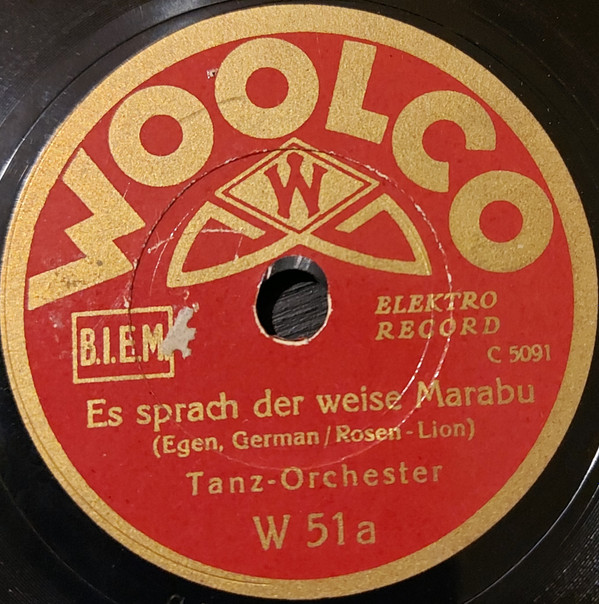 WOOLCO
W
ELEKTRO
RECORD
B.I.E.M.
C 5091
Es sprach der weise Marabu
(Egen, German/Rosen-Lion)
Tanz-Orchester
W 51a